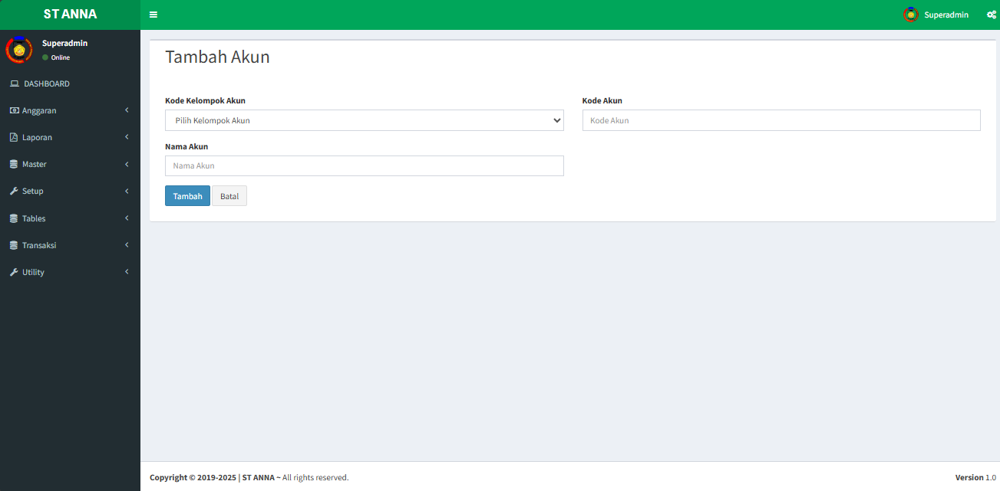 ST ANNA
Superadmin
Superadmin
Online
DASHBOARD
Anggaran
Laporan
Master
Setup
Tables
Transaksi
Utility
Tambah Akun
Kode Kelompok Akun
Pilih Kelompok Akun
Kode Akun
Kode Akun
Nama Akun
Nama Akun
Tambah Batal
Copyright © 2019-2025 | ST ANNA ~ All rights reserved.
Version 1.0